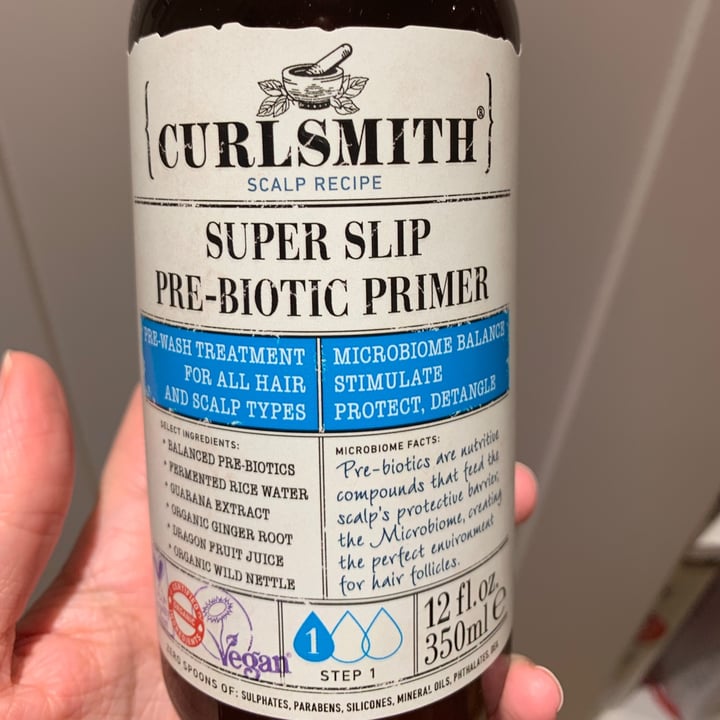 {CURLSMITH®}
SCALP RECIPE
SUPER SLIP
PRE-BIOTIC PRIMER
PRE-WASH TREATMENT
FOR ALL HAIR
AND SCALP TYPES
MICROBIOME BALANCE
STIMULATE
PROTECT, DETANGLE
SELECT INGREDIENTS:
• BALANCED PRE-BIOTICS
• FERMENTED RICE WATER
• GUARANA EXTRACT
• ORGANIC GINGER ROOT
• DRAGON FRUIT JUICE
• ORGANIC WILD NETTLE
MICROBIOME FACTS:
Pre-biotics are nutritive
compounds that feed the
scalp's protective barrier,
the Microbiome, creating
the perfect environment
for hair follicles.
CERTIFIED ORGANIC INGREDIENTS
Vegan
1
STEP 1
12 fl.oz.
350ml e
ZERO SPOONS OF: SULPHATES, PARABENS, SILICONES, MINERAL OILS, PHTHALATES,